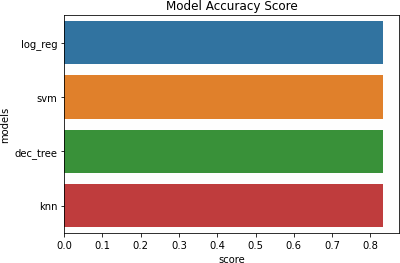 Model Accuracy Score
models
log_reg
svm
dec_tree
knn
0.0 0.1 0.2 0.3 0.4 0.5 0.6 0.7 0.8
score